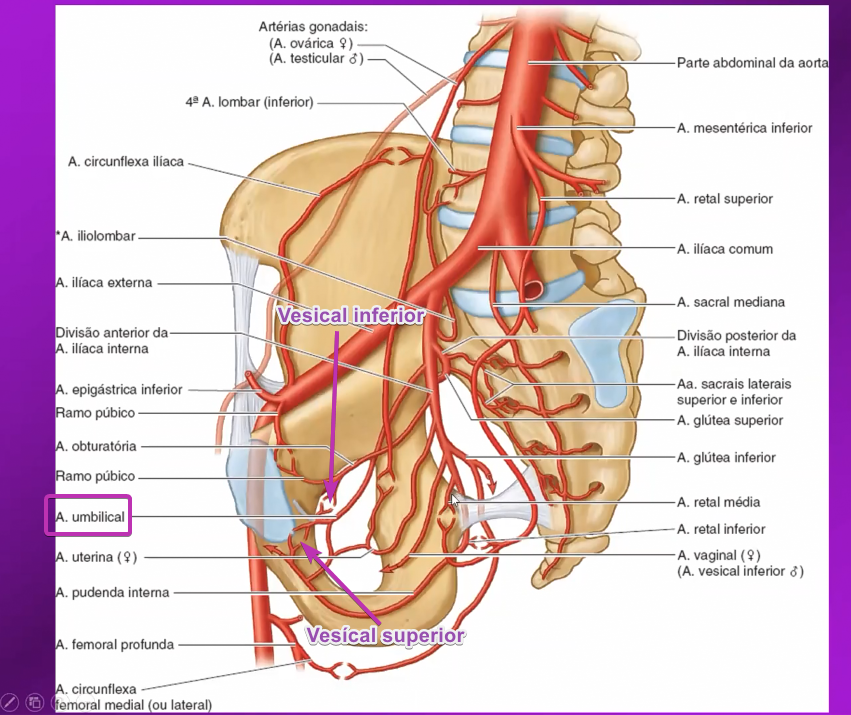 Artérias gonadais:
(A. ovárica ♀)
(A. testicular ♂)
4ª A. lombar (inferior)
A. circunflexa ilíaca
*A. iliolombar
A. ilíaca externa
Divisão anterior da
A. ilíaca interna
A. epigástrica inferior
Ramo púbico
A. obturatória
Ramo púbico
A. umbilical
A. uterina (♀)
A. pudenda interna
A. femoral profunda
A. circunflexa
femoral medial (ou lateral)
Vesical inferior
Vesícal superior
Parte abdominal da aorta
A. mesentérica inferior
A. retal superior
A. ilíaca comum
A. sacral mediana
Divisão posterior da
A. ilíaca interna
Aa. sacrais laterais
superior e inferior
A. glútea superior
A. glútea inferior
A. retal média
A. retal inferior
A. vaginal (♀)
(A. vesical inferior ♂)